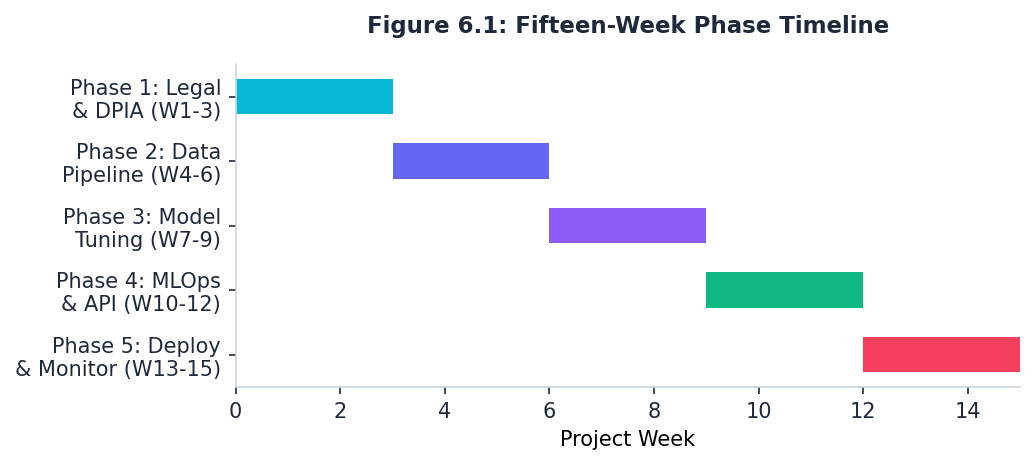 Figure 6.1: Fifteen-Week Phase Timeline
Phase 1: Legal
& DPIA (W1-3)
Phase 2: Data
Pipeline (W4-6)
Phase 3: Model
Tuning (W7-9)
Phase 4: MLOps
& API (W10-12)
Phase 5: Deploy
& Monitor (W13-15)
0 2 4 6 8 10 12 14
Project Week